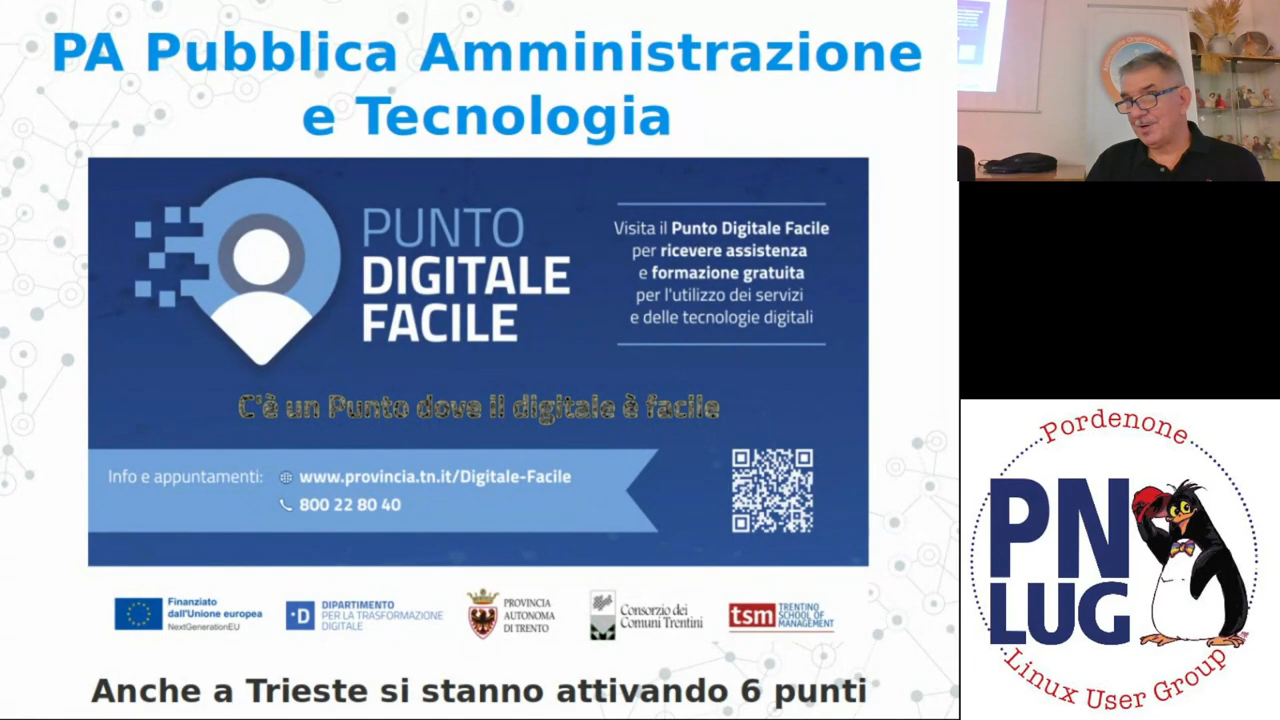 PA Pubblica Amministrazione
e Tecnologia
PUNTO
DIGITALE
FACILE
Visita il Punto Digitale Facile
per ricevere assistenza
e formazione gratuita
per l'utilizzo dei servizi
e delle tecnologie digitali
C'è un Punto dove il digitale è facile
Info e appuntamenti: www.provincia.tn.it/Digitale-Facile
800 22 80 40
Finanziato
dall'Unione europea
NextGenerationEU
D
DIPARTIMENTO
PER LA TRASFORMAZIONE
DIGITALE
PROVINCIA
AUTONOMA
DI TRENTO
Consorzio dei
Comuni Trentini
tsm
TRENTINO
SCHOOL OF
MANAGEMENT
Anche a Trieste si stanno attivando 6 punti
Pordenone
PN
LUG
Linux User Group